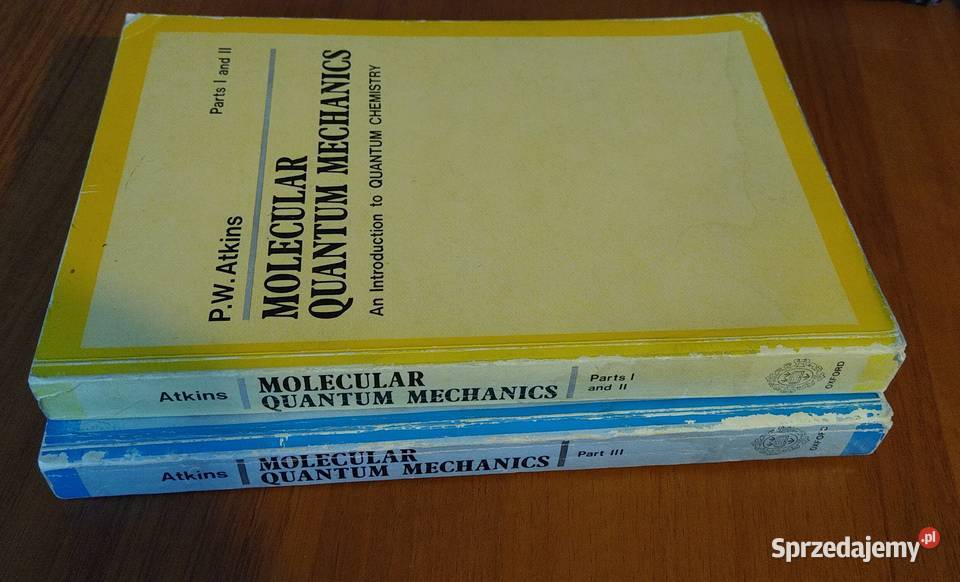 P.W. Atkins
Parts I and II
MOLECULAR
QUANTUM MECHANICS
An Introduction to QUANTUM CHEMISTRY
Atkins
MOLECULAR
QUANTUM MECHANICS
Parts I
and II
OXFORD
Atkins
MOLECULAR
QUANTUM MECHANICS
Part III
OXFORD
Sprzedajemy.pl